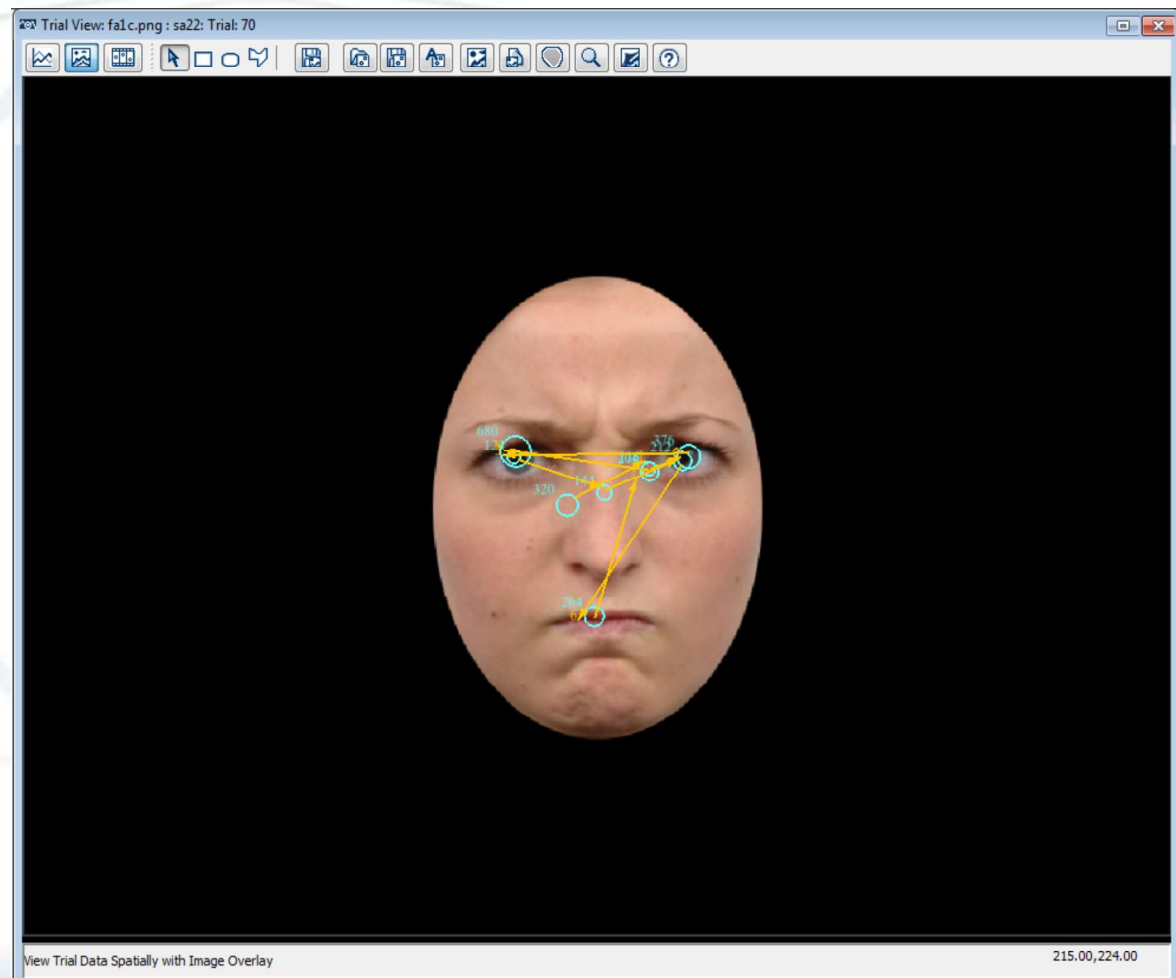 Trial View: fa1c.png : sa22: Trial: 70
680
376
320
264
View Trial Data Spatially with Image Overlay
215.00,224.00